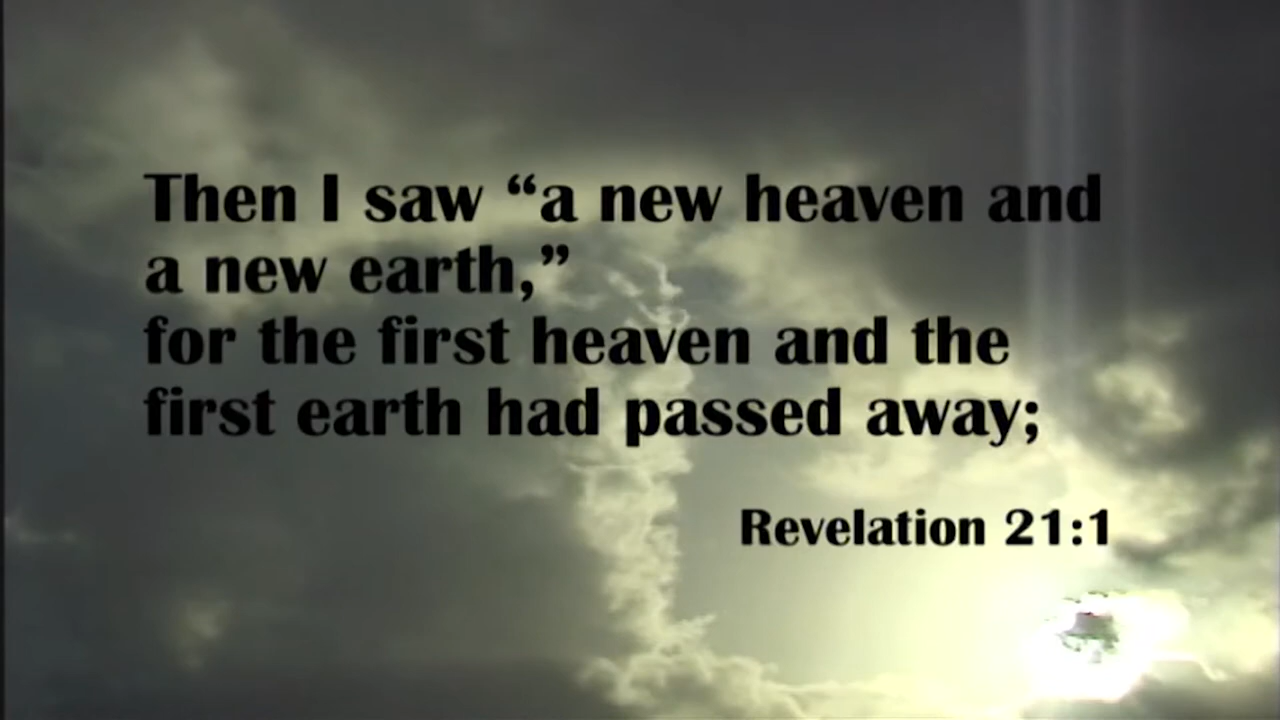 Then I saw “a new heaven and
a new earth,”
for the first heaven and the
first earth had passed away;
Revelation 21:1